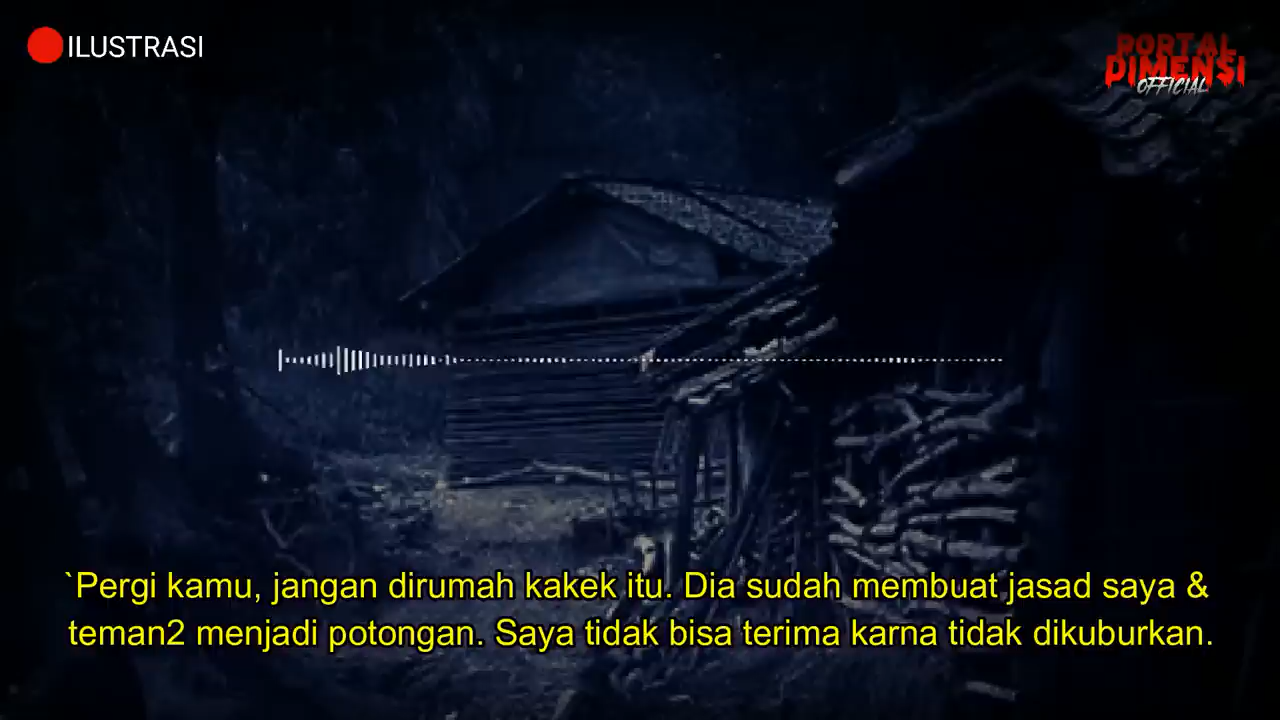 ILUSTRASI
PORTAL
DIMENSI
OFFICIAL
`Pergi kamu, jangan dirumah kakek itu. Dia sudah membuat jasad saya &
teman2 menjadi potongan. Saya tidak bisa terima karna tidak dikuburkan.